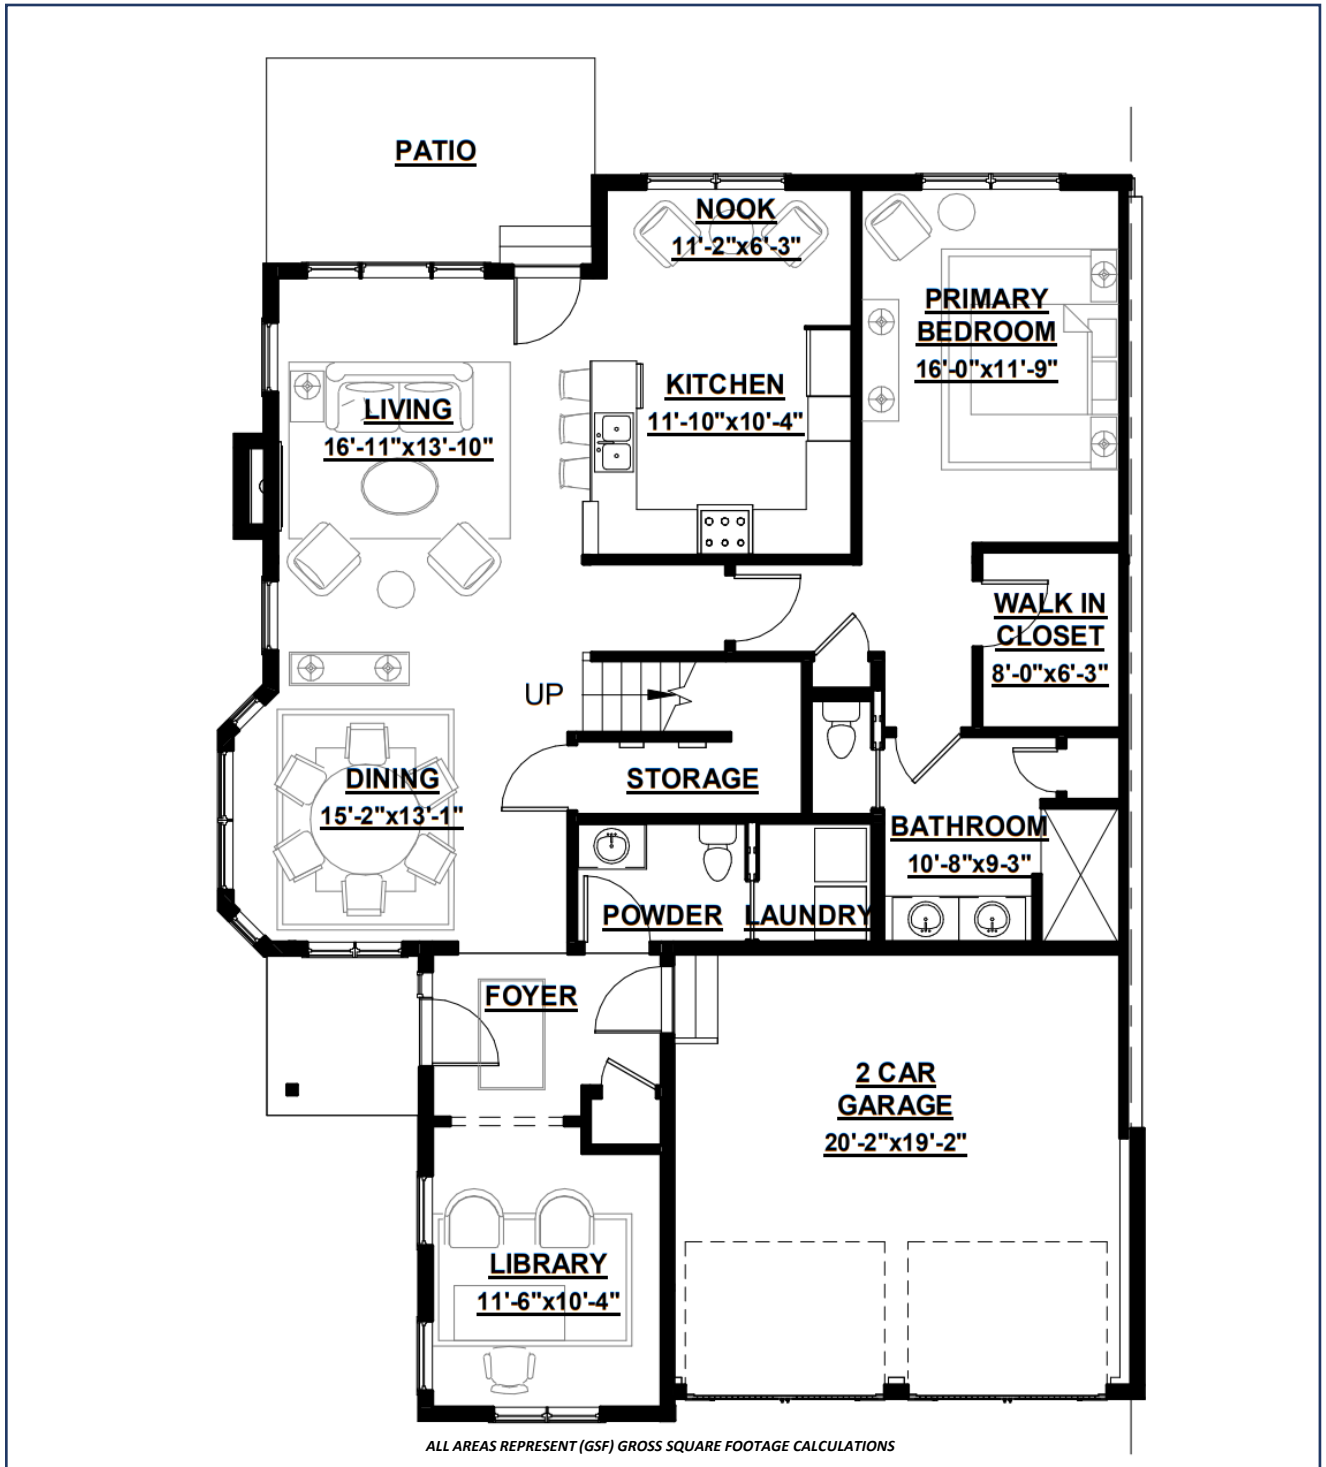 PATIO
NOOK
11'-2"x6'-3"
PRIMARY
BEDROOM
16'-0"x11'-9"
KITCHEN
11'-10"x10'-4"
LIVING
16'-11"x13'-10"
WALK IN
CLOSET
8'-0"x6'-3"
UP
STORAGE
DINING
15'-2"x13'-1"
BATHROOM
10'-8"x9'-3"
POWDER
LAUNDRY
FOYER
2 CAR
GARAGE
20'-2"x19'-2"
LIBRARY
11'-6"x10'-4"
ALL AREAS REPRESENT (GSF) GROSS SQUARE FOOTAGE CALCULATIONS